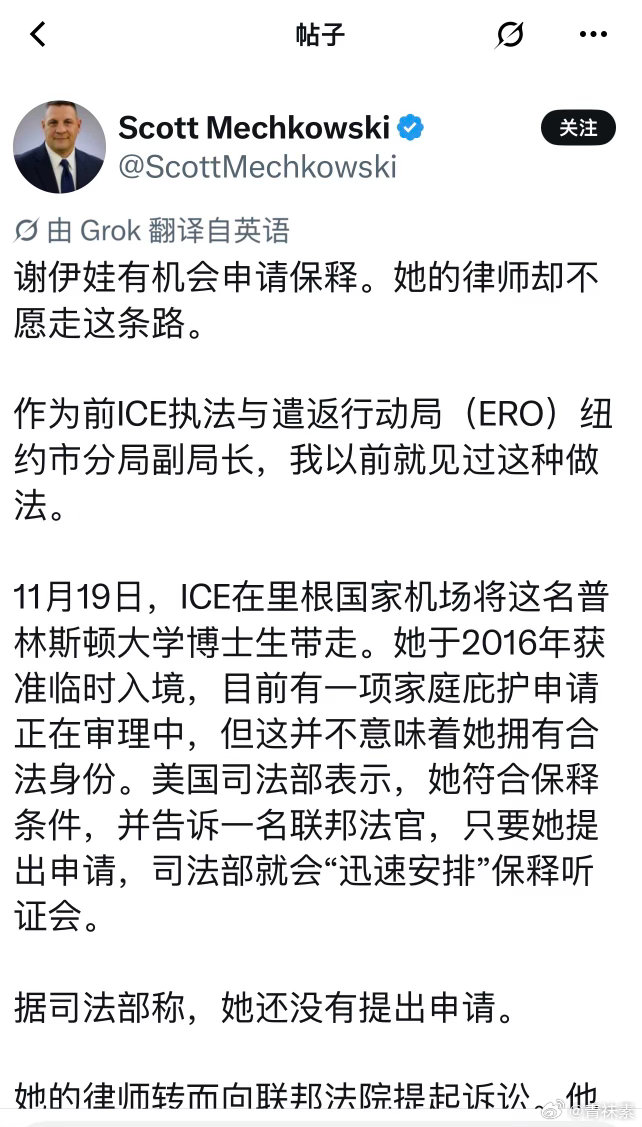 帖子
Scott Mechkowski
@ScottMechkowski
关注
由 Grok 翻译自英语
谢伊娃有机会申请保释。她的律师却不
愿走这条路。
作为前ICE执法与遣返行动局（ERO）纽
约市分局副局长，我以前就见过这种做
法。
11月19日，ICE在里根国家机场将这名普
林斯顿大学博士生带走。她于2016年获
准临时入境，目前有一项家庭庇护申请
正在审理中，但这并不意味着她拥有合
法身份。美国司法部表示，她符合保释
条件，并告诉一名联邦法官，只要她提
出申请，司法部就会“迅速安排”保释听
证会。
据司法部称，她还没有提出申请。
她的律师转而向联邦法院提起诉讼。他